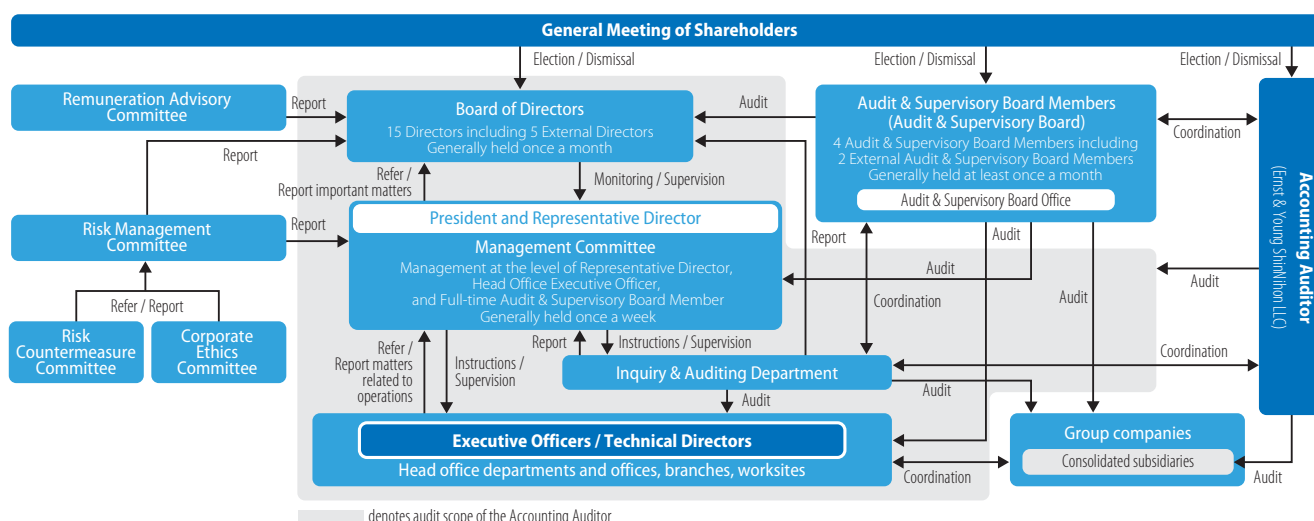 General Meeting of Shareholders
Election / Dismissal
Election / Dismissal
Election / Dismissal
Remuneration Advisory
Committee
Report
Board of Directors
15 Directors including 5 External Directors
Generally held once a month
Audit
Audit & Supervisory Board Members
(Audit & Supervisory Board)
4 Audit & Supervisory Board Members including
2 External Audit & Supervisory Board Members
Generally held at least once a month
Audit & Supervisory Board Office
Coordination
Accounting Auditor
(Ernst & Young ShinNihon LLC)
Report
Refer /
Report important matters
Monitoring / Supervision
Risk Management
Committee
Report
President and Representative Director
Management Committee
Management at the level of Representative Director,
Head Office Executive Officer,
and Full-time Audit & Supervisory Board Member
Generally held once a week
Report
Audit
Audit
Audit
Audit
Coordination
Refer / Report
Risk
Countermeasure
Committee
Corporate
Ethics
Committee
Refer /
Report matters
related to
operations
Instructions /
Supervision
Report
Instructions / Supervision
Inquiry & Auditing Department
Coordination
Audit
Audit
Executive Officers / Technical Directors
Head office departments and offices, branches, worksites
Coordination
Group companies
Consolidated subsidiaries
Audit
denotes audit scope of the Accounting Auditor